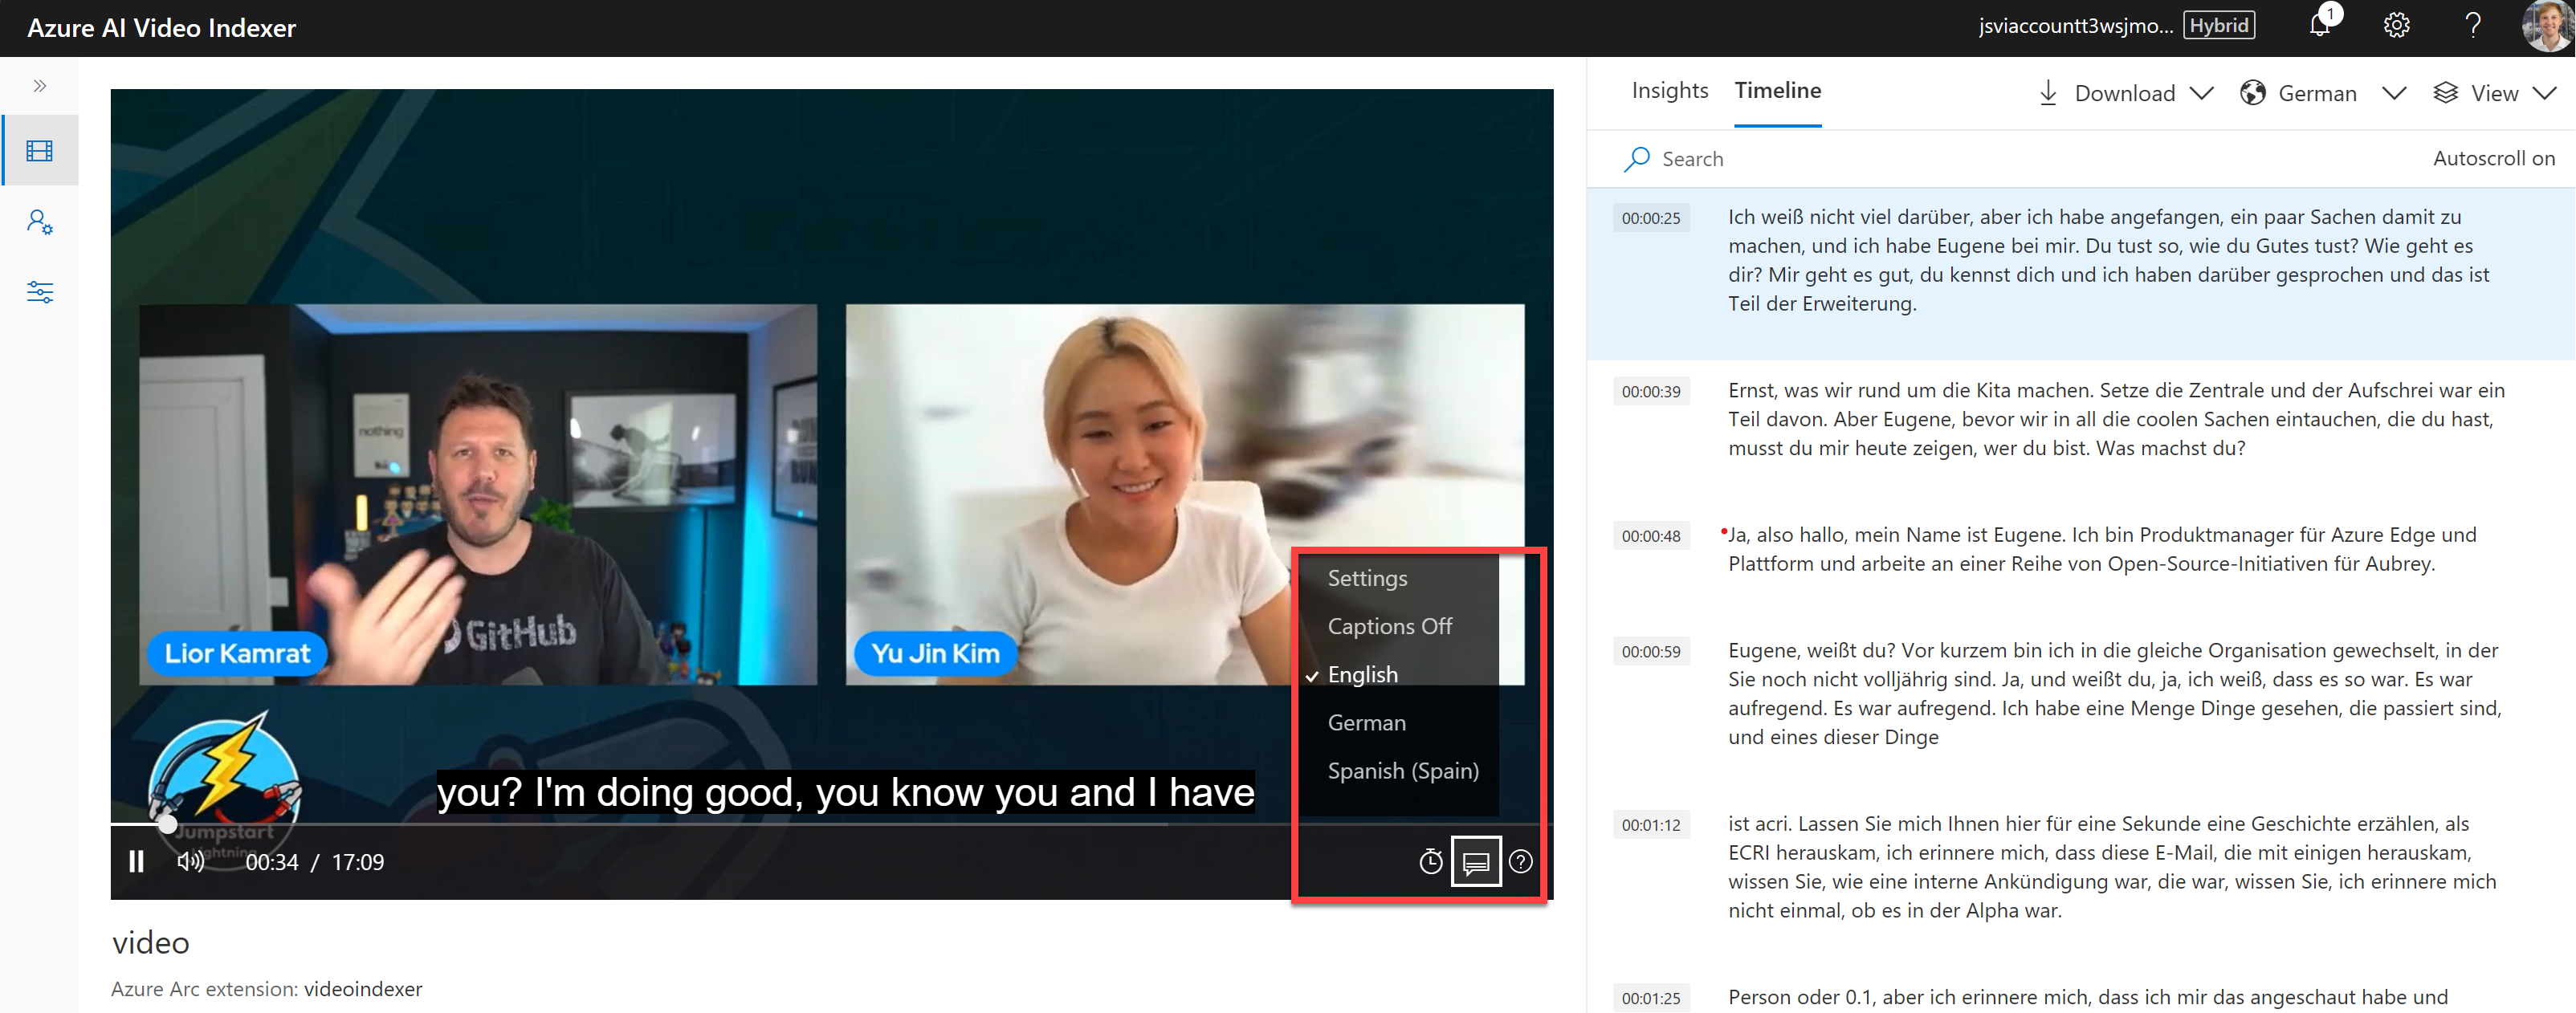 Azure AI Video Indexer
jsviaccountt3wsjmo...
Hybrid
1
nothing
GitHub
Lior Kamrat
Yu Jin Kim
Jumpstart
Lightning
you? I'm doing good, you know you and I have
Settings
Captions Off
English
German
Spanish (Spain)
00:34 / 17:09
video
Azure Arc extension: videoindexer
Insights
Timeline
Download
German
View
Search
Autoscroll on
00:00:25
Ich weiß nicht viel darüber, aber ich habe angefangen, ein paar Sachen damit zu
machen, und ich habe Eugene bei mir. Du tust so, wie du Gutes tust? Wie geht es
dir? Mir geht es gut, du kennst dich und ich haben darüber gesprochen und das ist
Teil der Erweiterung.
00:00:39
Ernst, was wir rund um die Kita machen. Setze die Zentrale und der Aufschrei war ein
Teil davon. Aber Eugene, bevor wir in all die coolen Sachen eintauchen, die du hast,
musst du mir heute zeigen, wer du bist. Was machst du?
00:00:48
Ja, also hallo, mein Name ist Eugene. Ich bin Produktmanager für Azure Edge und
Plattform und arbeite an einer Reihe von Open-Source-Initiativen für Aubrey.
00:00:59
Eugene, weißt du? Vor kurzem bin ich in die gleiche Organisation gewechselt, in der
Sie noch nicht volljährig sind. Ja, und weißt du, ja, ich weiß, dass es so war. Es war
aufregend. Es war aufregend. Ich habe eine Menge Dinge gesehen, die passiert sind,
und eines dieser Dinge
00:01:12
ist acri. Lassen Sie mich Ihnen hier für eine Sekunde eine Geschichte erzählen, als
ECRI herauskam, ich erinnere mich, dass diese E-Mail, die mit einigen herauskam,
wissen Sie, wie eine interne Ankündigung war, die war, wissen Sie, ich erinnere mich
nicht einmal, ob es in der Alpha war.
00:01:25
Person oder 0.1, aber ich erinnere mich, dass ich mir das angeschaut habe und